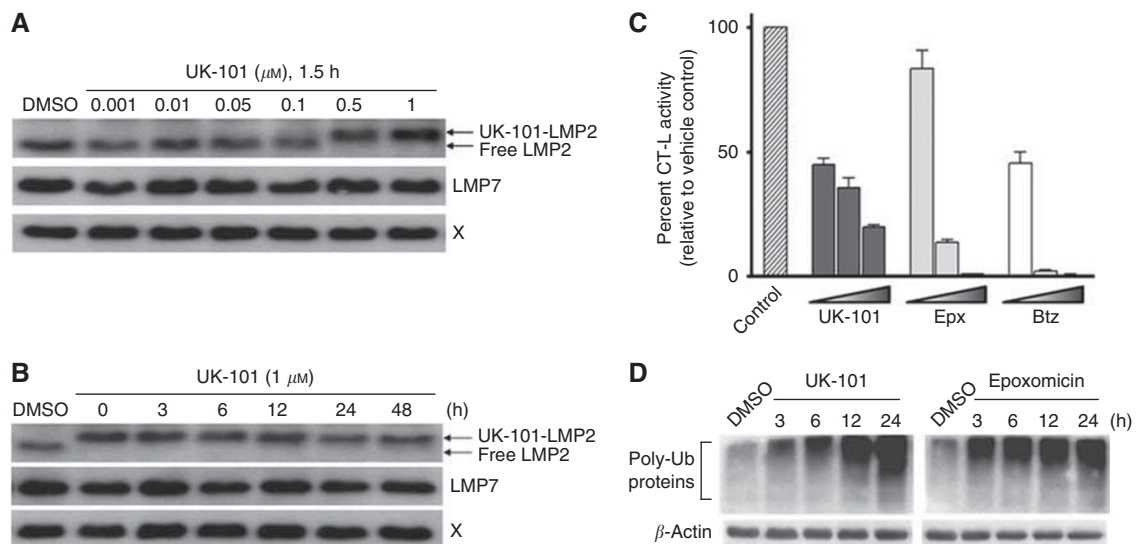 A
UK-101 (μM), 1.5 h
DMSO 0.001 0.01 0.05 0.1 0.5 1
UK-101-LMP2
Free LMP2
LMP7
X
B
UK-101 (1 μM)
DMSO 0 3 6 12 24 48 (h)
UK-101-LMP2
Free LMP2
LMP7
X
C
Percent CT-L activity
(relative to vehicle control)
100
50
0
Control
UK-101 Epx Btz
D
UK-101 Epoxomicin
DMSO 3 6 12 24 DMSO 3 6 12 24 (h)
Poly-Ub
proteins
β-Actin